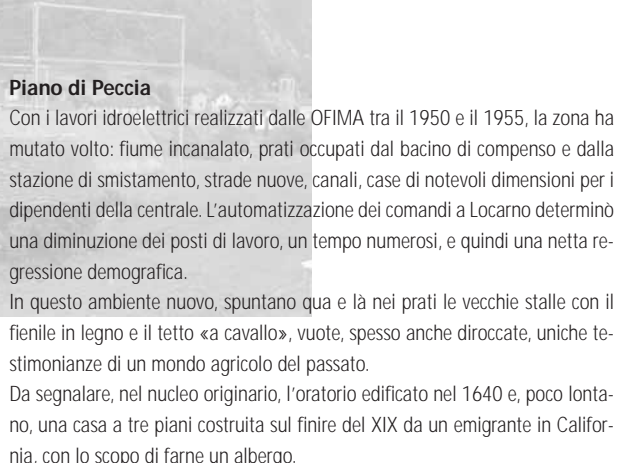 Piano di Peccia
Con i lavori idroelettrici realizzati dalle OFIMA tra il 1950 e il 1955, la zona ha
mutato volto: fiume incanalato, prati occupati dal bacino di compenso e dalla
stazione di smistamento, strade nuove, canali, case di notevoli dimensioni per i
dipendenti della centrale. L'automatizzazione dei comandi a Locarno determinò
una diminuzione dei posti di lavoro, un tempo numerosi, e quindi una netta re-
gressione demografica.
In questo ambiente nuovo, spuntano qua e là nei prati le vecchie stalle con il
fienile in legno e il tetto «a cavallo», vuote, spesso anche diroccate, uniche te-
stimonianze di un mondo agricolo del passato.
Da segnalare, nel nucleo originario, l'oratorio edificato nel 1640 e, poco lonta-
no, una casa a tre piani costruita sul finire del XIX da un emigrante in Califor-
nia, con lo scopo di farne un albergo.